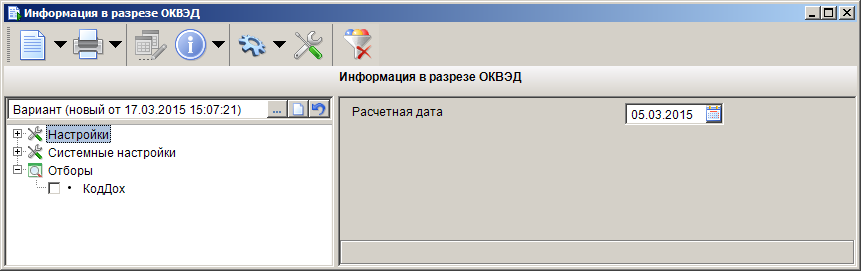 Информация в разрезе ОКВЭД
Информация в разрезе ОКВЭД
Вариант (новый от 17.03.2015 15:07:21) ...
Настройки
Системные настройки
Отборы
КодДох
Расчетная дата 05.03.2015